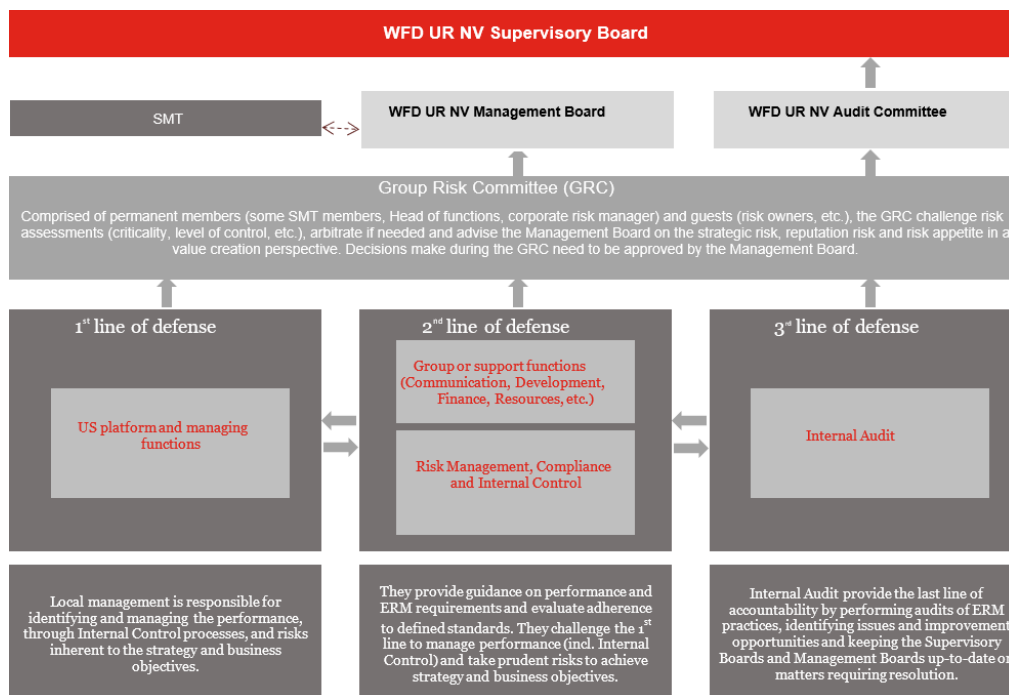 WFD UR NV Supervisory Board
SMT
WFD UR NV Management Board
WFD UR NV Audit Committee
Group Risk Committee (GRC)
Comprised of permanent members (some SMT members, Head of functions, corporate risk manager) and guests (risk owners, etc.), the GRC challenge risk
assessments (criticality, level of control, etc.), arbitrate if needed and advise the Management Board on the strategic risk, reputation risk and risk appetite in a
value creation perspective. Decisions make during the GRC need to be approved by the Management Board.
1st line of defense
US platform and managing
functions
2nd line of defense
Group or support functions
(Communication, Development,
Finance, Resources, etc.)
Risk Management, Compliance
and Internal Control
3rd line of defense
Internal Audit
Local management is responsible for
identifying and managing the performance,
through Internal Control processes, and risks
inherent to the strategy and business
objectives.
They provide guidance on performance and
ERM requirements and evaluate adherence
to defined standards. They challenge the 1st
line to manage performance (incl. Internal
Control) and take prudent risks to achieve
strategy and business objectives.
Internal Audit provide the last line of
accountability by performing audits of ERM
practices, identifying issues and improvement
opportunities and keeping the Supervisory
Boards and Management Boards up-to-date on
matters requiring resolution.